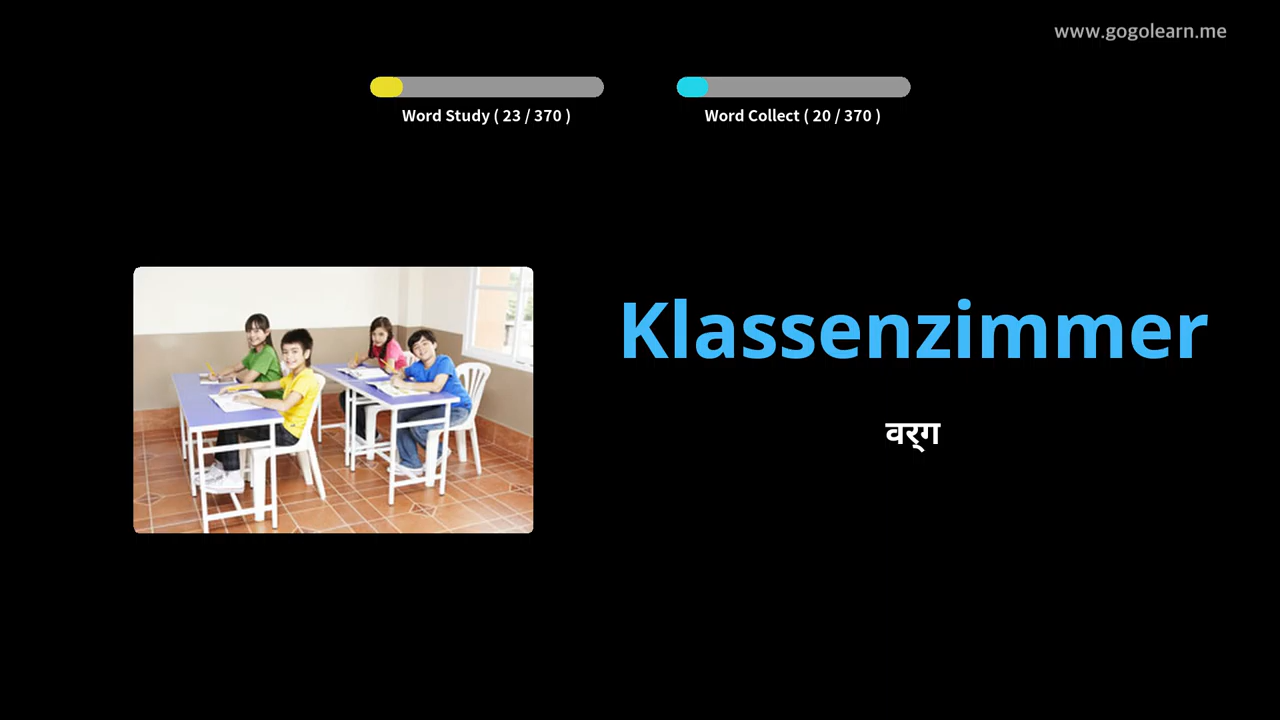 www.gogolearn.me
Word Study ( 23 / 370 )
Word Collect ( 20 / 370 )
Klassenzimmer
वर्ग